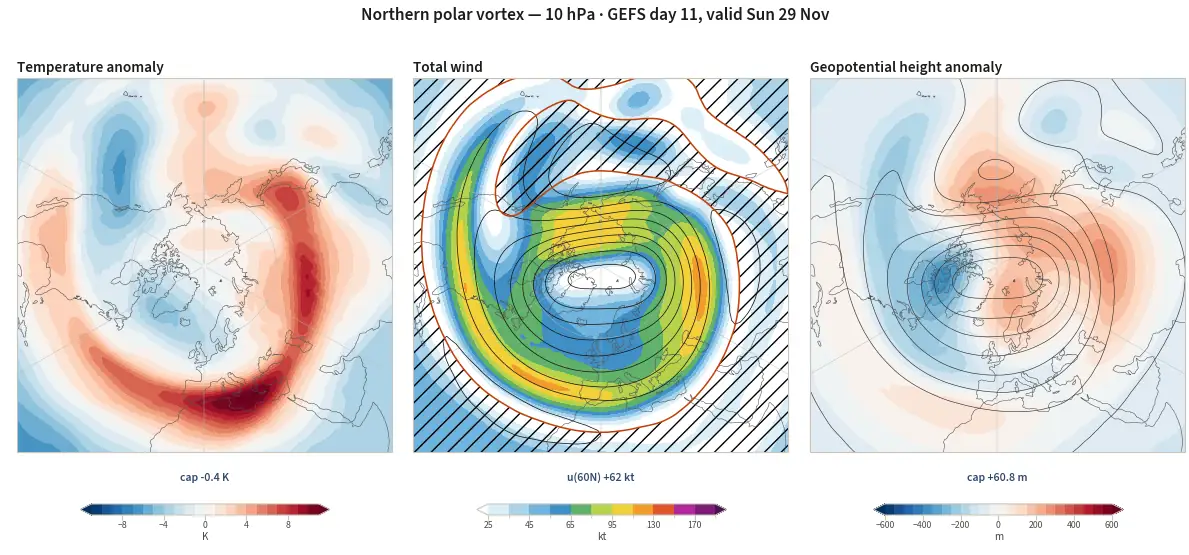 Northern polar vortex — 10 hPa · GEFS day 11, valid Sun 29 Nov
Temperature anomaly
Total wind
Geopotential height anomaly
cap -0.4 K
u(60N) +62 kt
cap +60.8 m
−8 −4 0 4 8
K
25 45 65 95 130 170
kt
−600 −400 −200 0 200 400 600
m